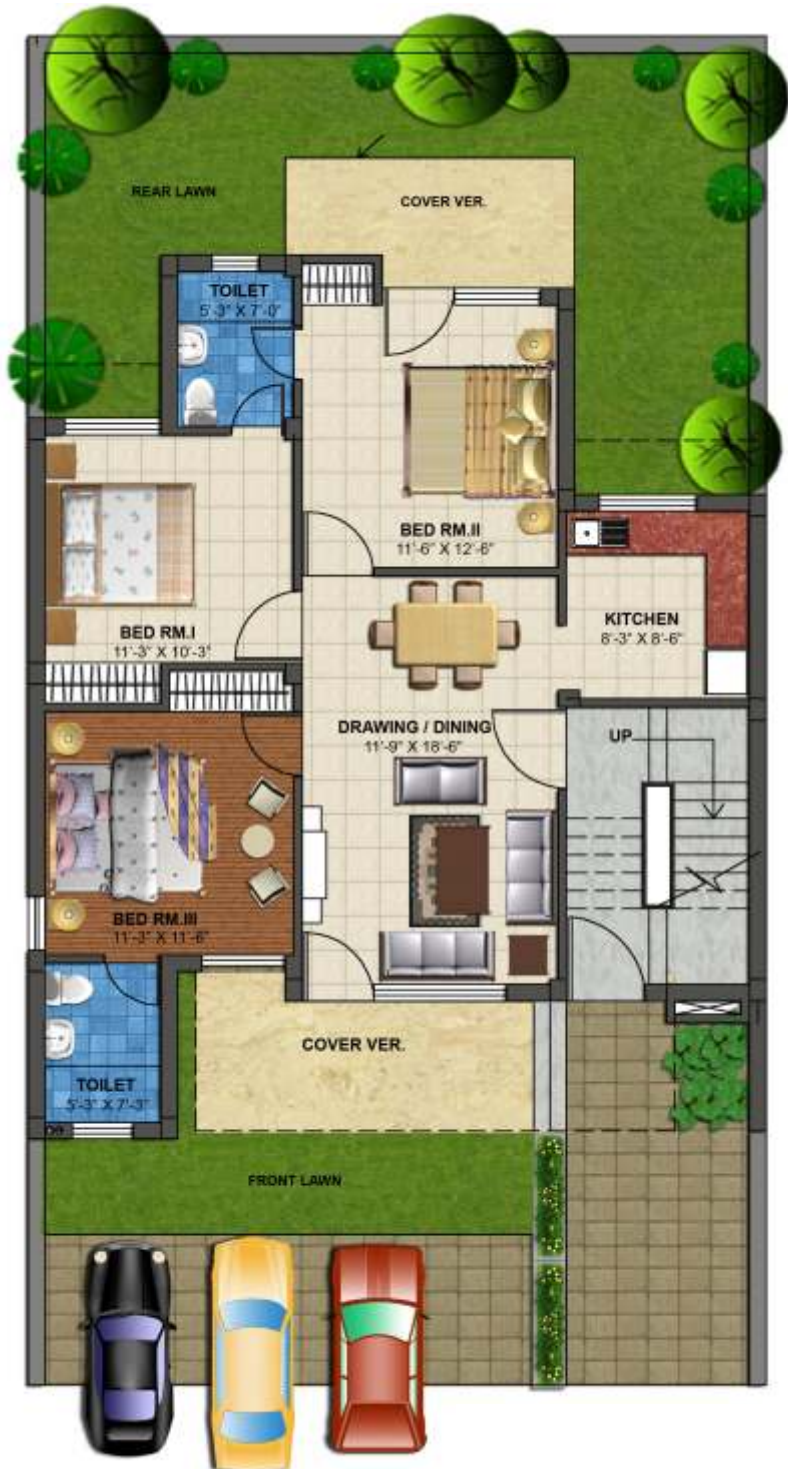 REAR LAWN
COVER VER.
TOILET
5'-3" X 7'-0"
BED RM.II
11'-6" X 12'-6"
BED RM.I
11'-3" X 10'-3"
KITCHEN
8'-3" X 8'-6"
DRAWING / DINING
11'-9" X 18'-6"
UP
BED RM.III
11'-3" X 11'-6"
COVER VER.
TOILET
5'-3" X 7'-3"
FRONT LAWN